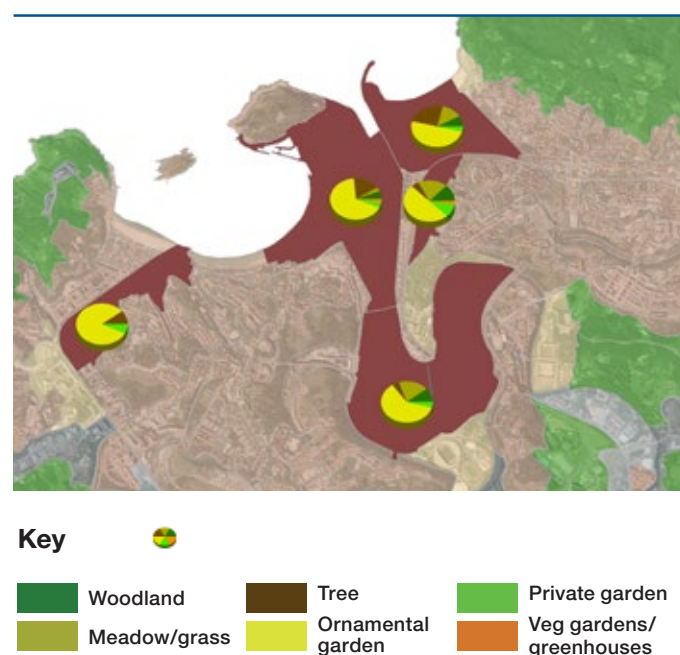 Key
Woodland
Tree
Private garden
Meadow/grass
Ornamental
garden
Veg gardens/
greenhouses